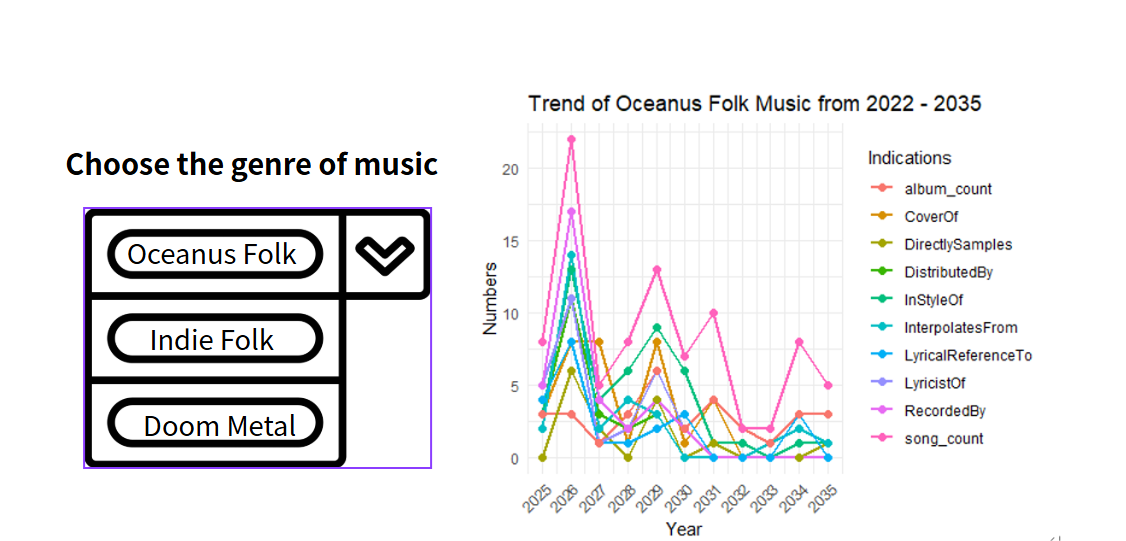 Choose the genre of music
Oceanus Folk
Indie Folk
Doom Metal
Trend of Oceanus Folk Music from 2022 - 2035
Numbers
20
15
10
5
0
2025
2026
2027
2028
2029
2030
2031
2032
2033
2034
2035
Year
Indications
album_count
CoverOf
DirectlySamples
DistributedBy
InStyleOf
InterpolatesFrom
LyricalReferenceTo
LyricistOf
RecordedBy
song_count